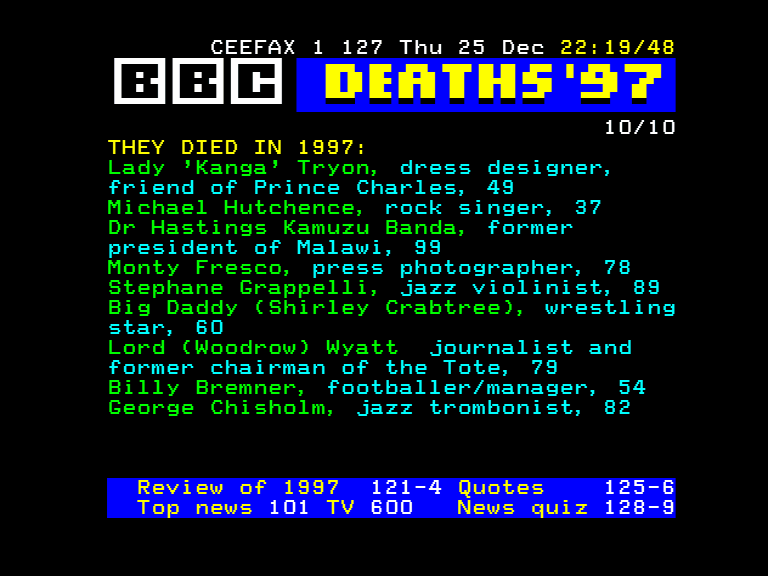 CEEFAX 1 127 Thu 25 Dec 22:19/48
BBC DEATHS'97
10/10
THEY DIED IN 1997:
Lady 'Kanga' Tryon, dress designer,
friend of Prince Charles, 49
Michael Hutchence, rock singer, 37
Dr Hastings Kamuzu Banda, former
president of Malawi, 99
Monty Fresco, press photographer, 78
Stephane Grappelli, jazz violinist, 89
Big Daddy (Shirley Crabtree), wrestling
star, 60
Lord (Woodrow) Wyatt journalist and
former chairman of the Tote, 79
Billy Bremner, footballer/manager, 54
George Chisholm, jazz trombonist, 82
Review of 1997 121-4 Quotes 125-6
Top news 101 TV 600 News quiz 128-9